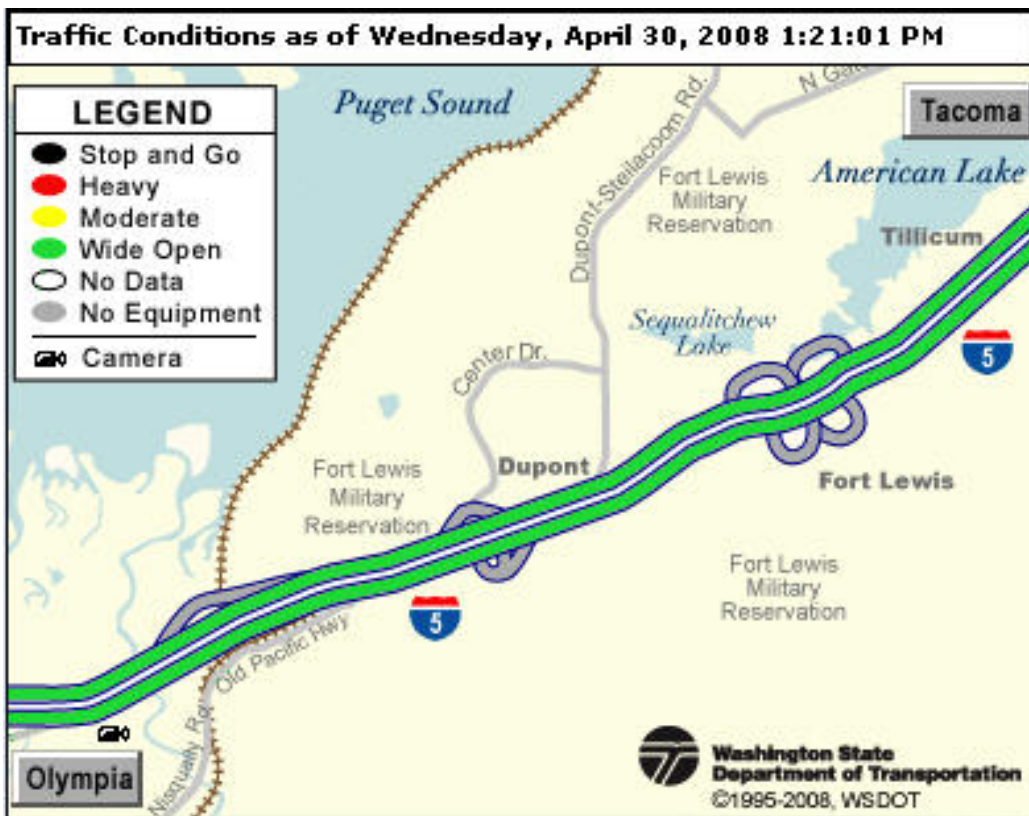 Traffic Conditions as of Wednesday, April 30, 2008 1:21:01 PM
LEGEND
Stop and Go
Heavy
Moderate
Wide Open
No Data
No Equipment
Camera
Puget Sound
Dupont-Steilacoom Rd.
N Gat
Tacoma
Fort Lewis
Military
Reservation
American Lake
Tillicum
Sequalitchew
Lake
5
Center Dr.
Dupont
Fort Lewis
Military
Reservation
Fort Lewis
Fort Lewis
Military
Reservation
5
Old Pacific Hwy
Nisqually Rd
Olympia
Washington State
Department of Transportation
©1995-2008, WSDOT